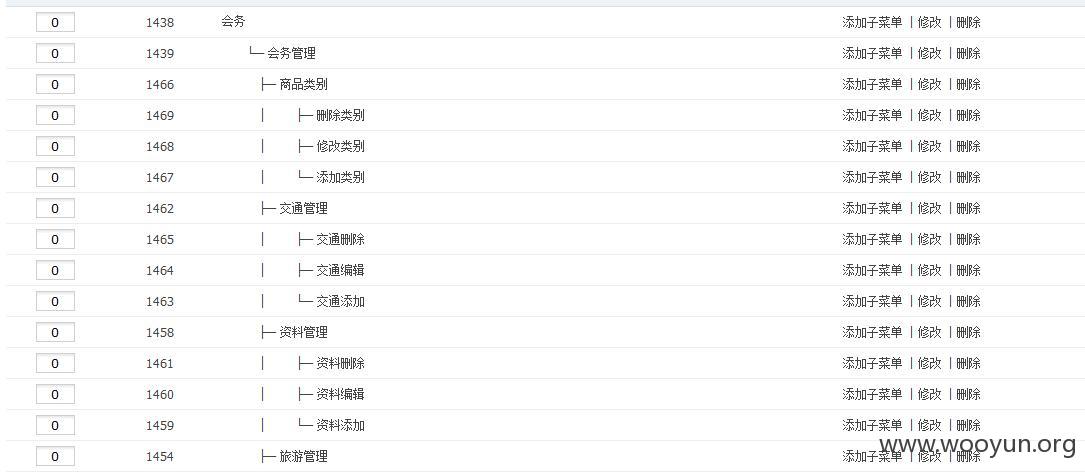 0 1438 会务 添加子菜单 | 修改 | 删除
0 1439 └─ 会务管理 添加子菜单 | 修改 | 删除
0 1466 ├─ 商品类别 添加子菜单 | 修改 | 删除
0 1469 │ ├─ 删除类别 添加子菜单 | 修改 | 删除
0 1468 │ ├─ 修改类别 添加子菜单 | 修改 | 删除
0 1467 │ └─ 添加类别 添加子菜单 | 修改 | 删除
0 1462 ├─ 交通管理 添加子菜单 | 修改 | 删除
0 1465 │ ├─ 交通删除 添加子菜单 | 修改 | 删除
0 1464 │ ├─ 交通编辑 添加子菜单 | 修改 | 删除
0 1463 │ └─ 交通添加 添加子菜单 | 修改 | 删除
0 1458 ├─ 资料管理 添加子菜单 | 修改 | 删除
0 1461 │ ├─ 资料删除 添加子菜单 | 修改 | 删除
0 1460 │ ├─ 资料编辑 添加子菜单 | 修改 | 删除
0 1459 │ └─ 资料添加 添加子菜单 | 修改 | 删除
0 1454 ├─ 旅游管理 添加子菜单 | 修改 | 删除
www.wooyun.org